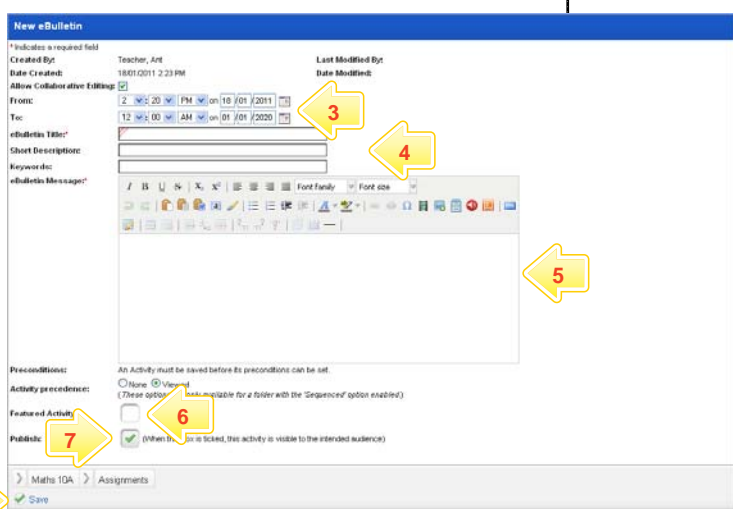 New eBulletin
* Indicates a required field
Created By: Teacher, Ant Last Modified By:
Date Created: 18/01/2011 2:23 PM Date Modified:
Allow Collaborative Editing:
From: 2 : 20 PM on 18 /01 /2011
3
To: 12 : 00 AM on 01 /01 /2020
eBulletin Title:*
Short Description:
4
Keywords:
eBulletin Message:*
Font family Font size
5
Preconditions: An Activity must be saved before its preconditions can be set.
Activity precedence: None Viewed
(These option only available for a folder with the 'Sequenced' option enabled.)
Featured Activity
6
Publish: 7 (When th ox is ticked, this activity is visible to the intended audience)
Maths 10A Assignments
Save